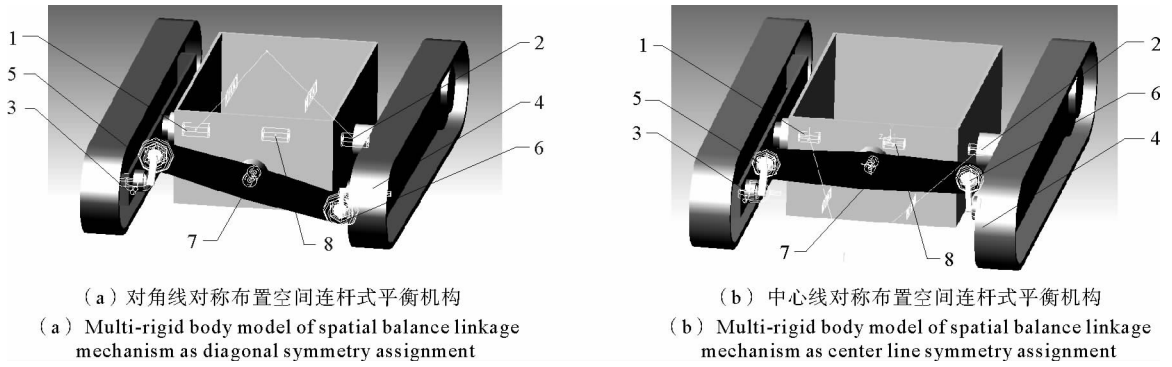 1
5
3
2
4
6
7
8
(a)对角线对称布置空间连杆式平衡机构
(a) Multi-rigid body model of spatial balance linkage
mechanism as diagonal symmetry assignment
1
5
3
2
6
4
7
8
(b)中心线对称布置空间连杆式平衡机构
(b) Multi-rigid body model of spatial balance linkage
mechanism as center line symmetry assignment